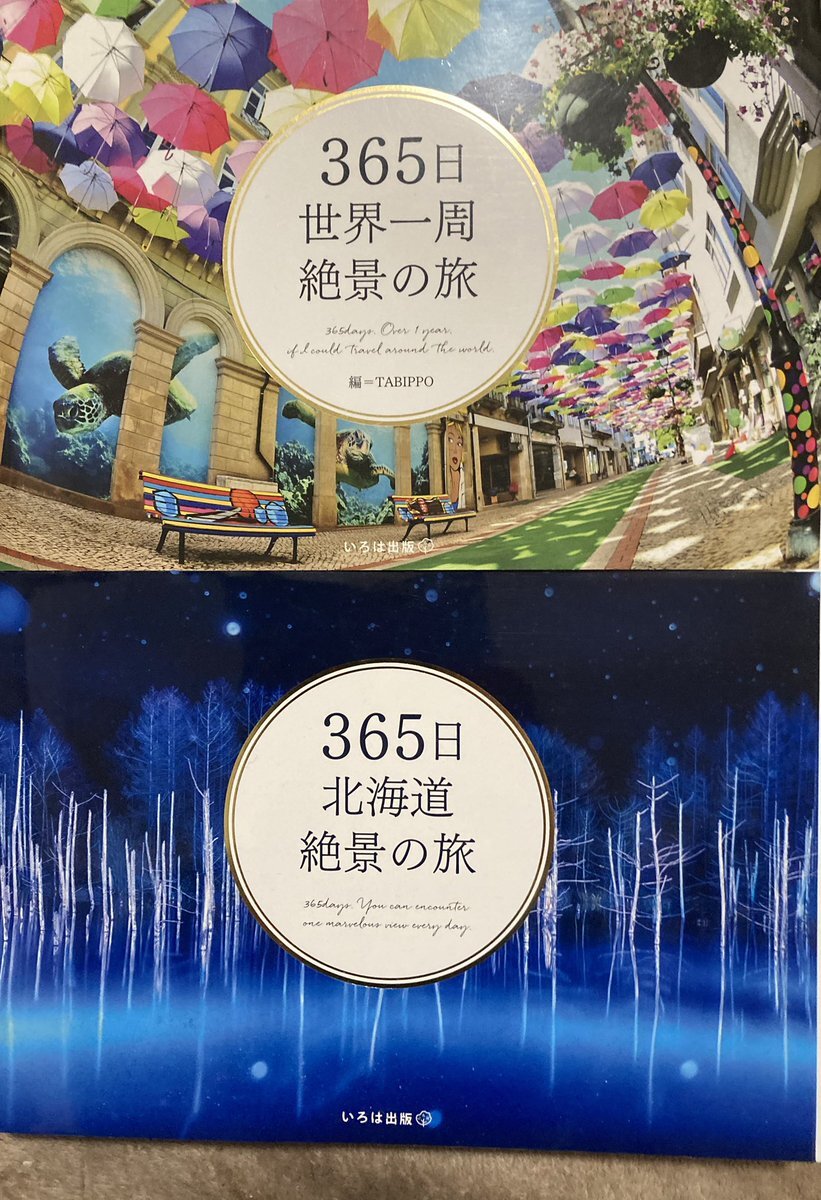 365日
世界一周
絶景の旅
365days. Over 1 year,
if I could travel around the world.
編=TABIPPO
いろは出版
365日
北海道
絶景の旅
365days. You can encounter
one marvelous view every day.
いろは出版